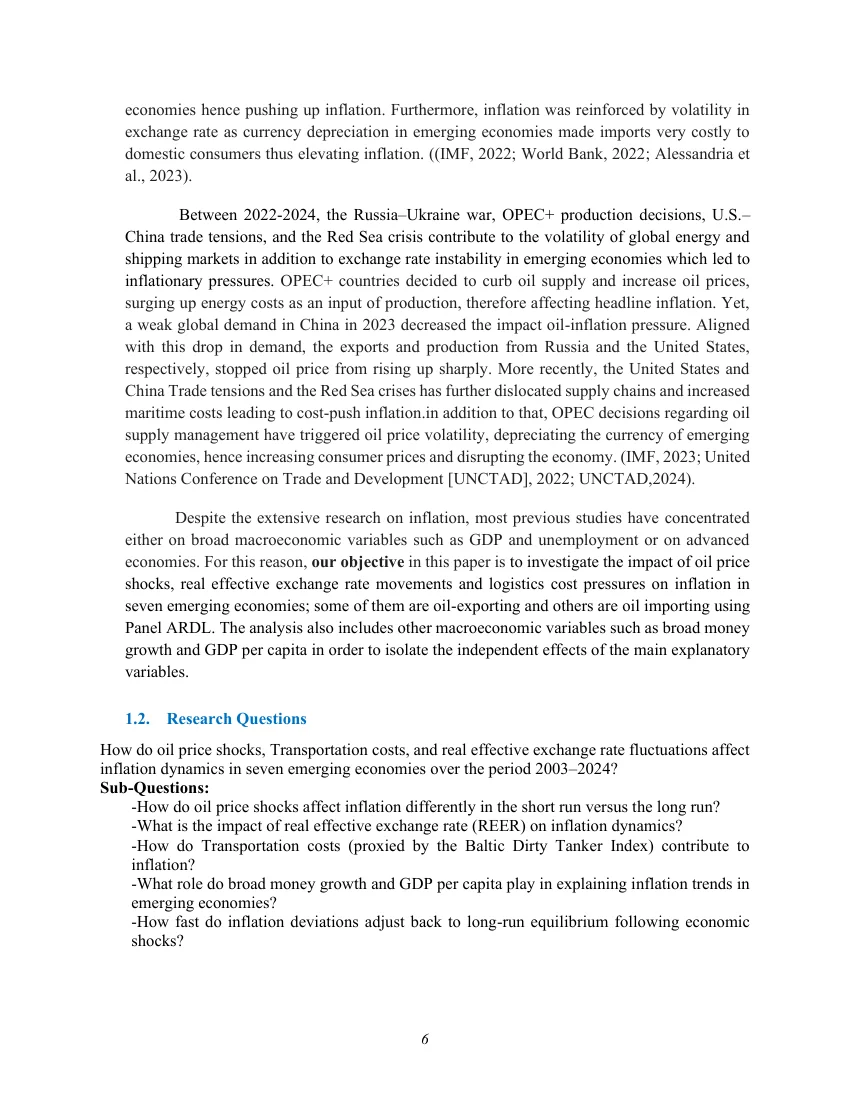 economies hence pushing up inflation. Furthermore, inflation was reinforced by volatility in
exchange rate as currency depreciation in emerging economies made imports very costly to
domestic consumers thus elevating inflation. ((IMF, 2022; World Bank, 2022; Alessandria et
al., 2023).
Between 2022-2024, the Russia–Ukraine war, OPEC+ production decisions, U.S.–
China trade tensions, and the Red Sea crisis contribute to the volatility of global energy and
shipping markets in addition to exchange rate instability in emerging economies which led to
inflationary pressures. OPEC+ countries decided to curb oil supply and increase oil prices,
surging up energy costs as an input of production, therefore affecting headline inflation. Yet,
a weak global demand in China in 2023 decreased the impact oil-inflation pressure. Aligned
with this drop in demand, the exports and production from Russia and the United States,
respectively, stopped oil price from rising up sharply. More recently, the United States and
China Trade tensions and the Red Sea crises has further dislocated supply chains and increased
maritime costs leading to cost-push inflation.in addition to that, OPEC decisions regarding oil
supply management have triggered oil price volatility, depreciating the currency of emerging
economies, hence increasing consumer prices and disrupting the economy. (IMF, 2023; United
Nations Conference on Trade and Development [UNCTAD], 2022; UNCTAD,2024).
Despite the extensive research on inflation, most previous studies have concentrated
either on broad macroeconomic variables such as GDP and unemployment or on advanced
economies. For this reason, our objective in this paper is to investigate the impact of oil price
shocks, real effective exchange rate movements and logistics cost pressures on inflation in
seven emerging economies; some of them are oil-exporting and others are oil importing using
Panel ARDL. The analysis also includes other macroeconomic variables such as broad money
growth and GDP per capita in order to isolate the independent effects of the main explanatory
variables.
1.2. Research Questions
How do oil price shocks, Transportation costs, and real effective exchange rate fluctuations affect
inflation dynamics in seven emerging economies over the period 2003–2024?
Sub-Questions:
-How do oil price shocks affect inflation differently in the short run versus the long run?
-What is the impact of real effective exchange rate (REER) on inflation dynamics?
-How do Transportation costs (proxied by the Baltic Dirty Tanker Index) contribute to
inflation?
-What role do broad money growth and GDP per capita play in explaining inflation trends in
emerging economies?
-How fast do inflation deviations adjust back to long-run equilibrium following economic
shocks?
6